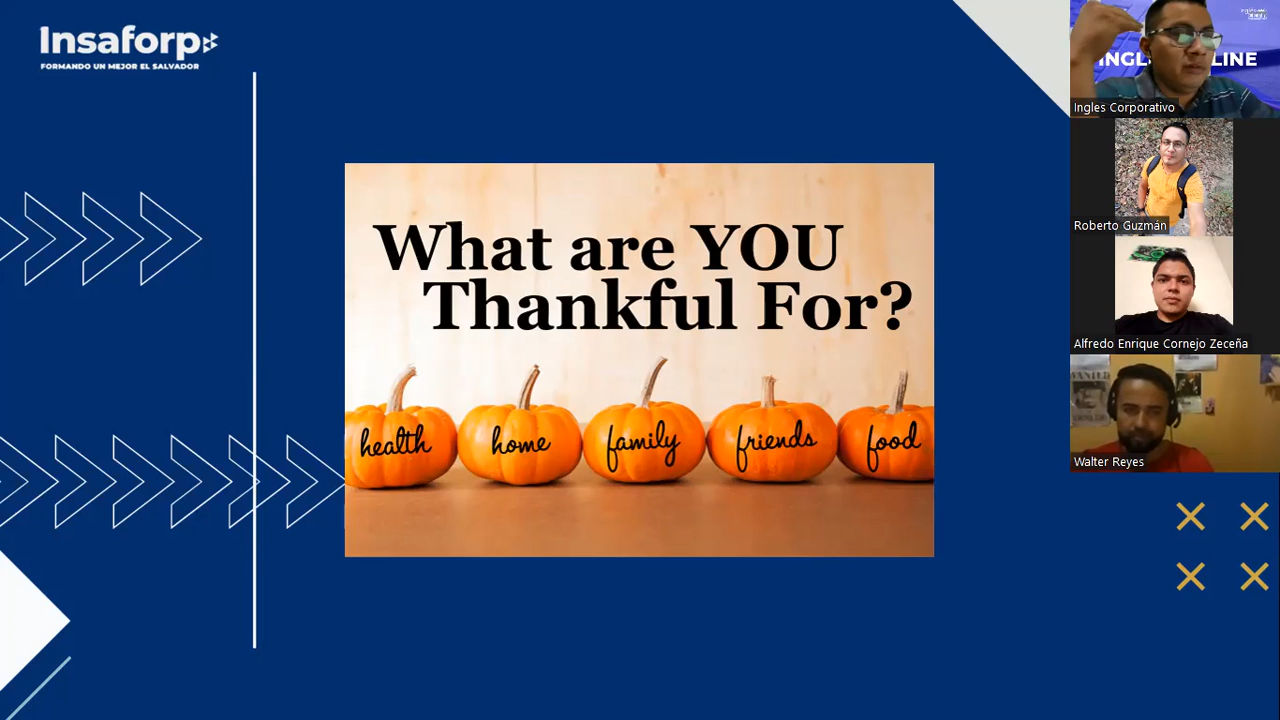 Insaforp
FORMANDO UN MEJOR EL SALVADOR
What are YOU
Thankful For?
health
home
family
friends
food
Ingles Corporativo
Roberto Guzmán
Alfredo Enrique Cornejo Zeceña
WANTED
Walter Reyes